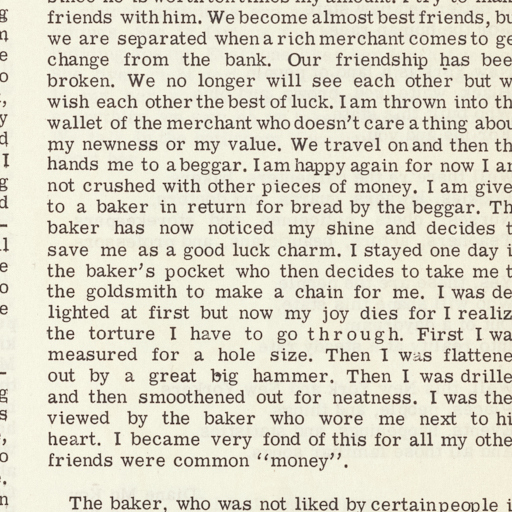 friends with him. We become almost best friends, bu
we are separated when a rich merchant comes to ge
change from the bank. Our friendship has bee
broken. We no longer will see each other but w
wish each other the best of luck. I am thrown into th
wallet of the merchant who doesn't care a thing abou
my newness or my value. We travel on and then th
hands me to a beggar. I am happy again for now I a
not crushed with other pieces of money. I am give
to a baker in return for bread by the beggar. Th
baker has now noticed my shine and decides t
save me as a good luck charm. I stayed one day i
the baker's pocket who then decides to take me t
the goldsmith to make a chain for me. I was de
lighted at first but now my joy dies for I realiz
the torture I have to go through. First I wa
measured for a hole size. Then I was flattene
out by a great big hammer. Then I was drille
and then smoothened out for neatness. I was the
viewed by the baker who wore me next to hi
heart. I became very fond of this for all my othe
friends were common "money".
The baker, who was not liked by certain people i